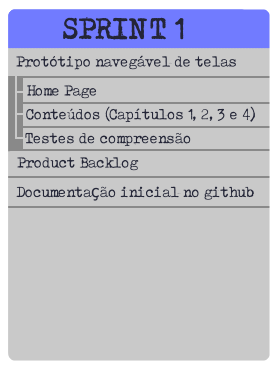 SPRINT 1
Protótipo navegável de telas
Home Page
Conteúdos (Capítulos 1, 2, 3 e 4)
Testes de compreensão
Product Backlog
Documentação inicial no github